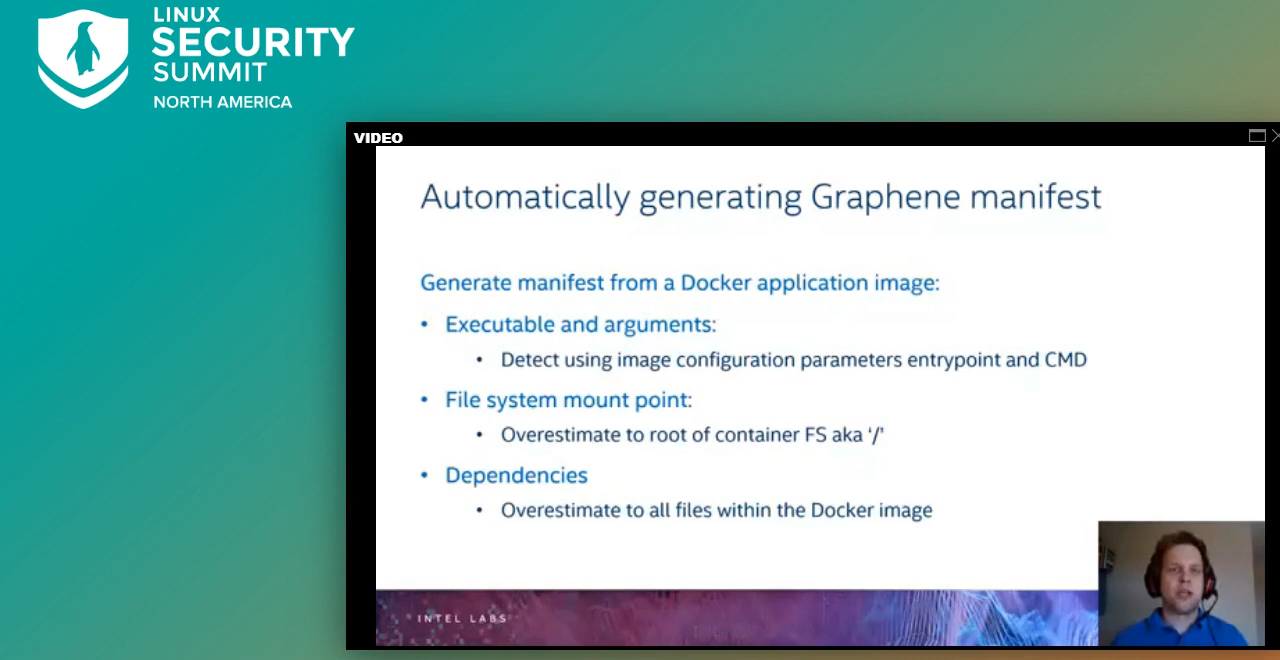 LINUX
SECURITY
SUMMIT
NORTH AMERICA
VIDEO
Automatically generating Graphene manifest
Generate manifest from a Docker application image:
• Executable and arguments:
• Detect using image configuration parameters entrypoint and CMD
• File system mount point:
• Overestimate to root of container FS aka ‘/’
• Dependencies
• Overestimate to all files within the Docker image
INTEL LABS